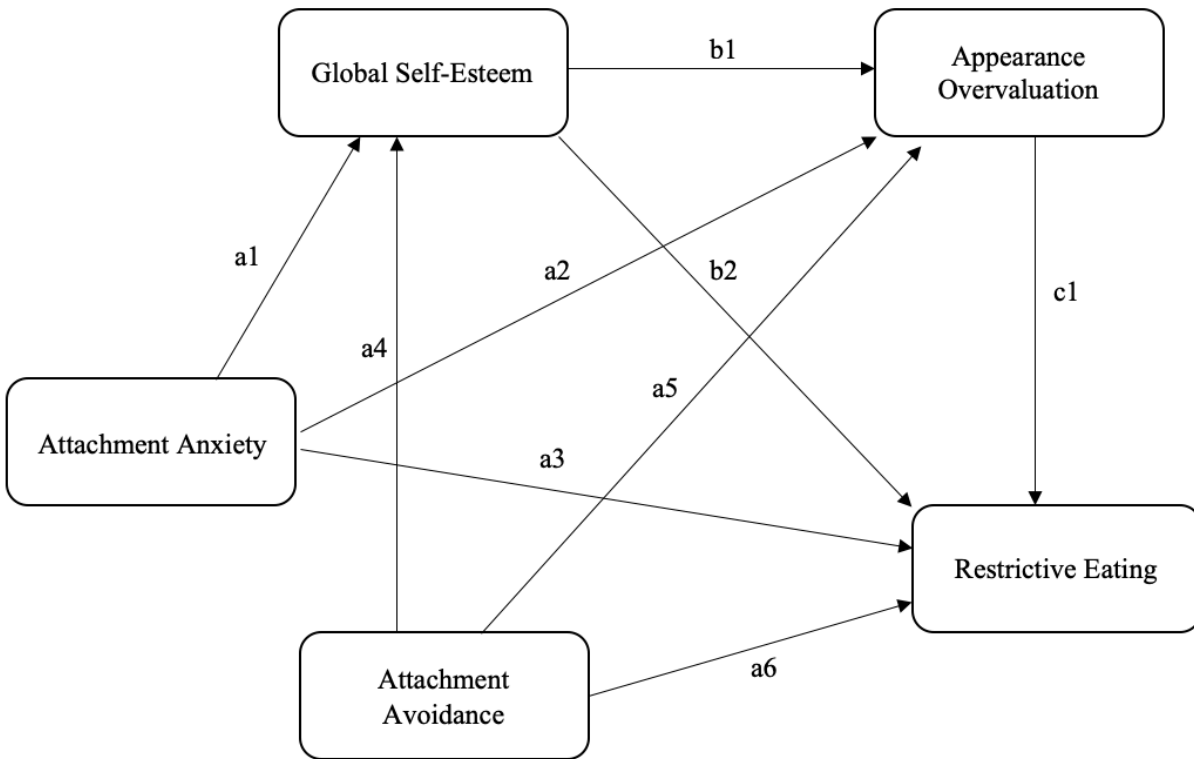 Global Self-Esteem
b1
Appearance
Overvaluation
a1
a2
b2
c1
a4
a5
Attachment Anxiety
a3
Restrictive Eating
a6
Attachment
Avoidance